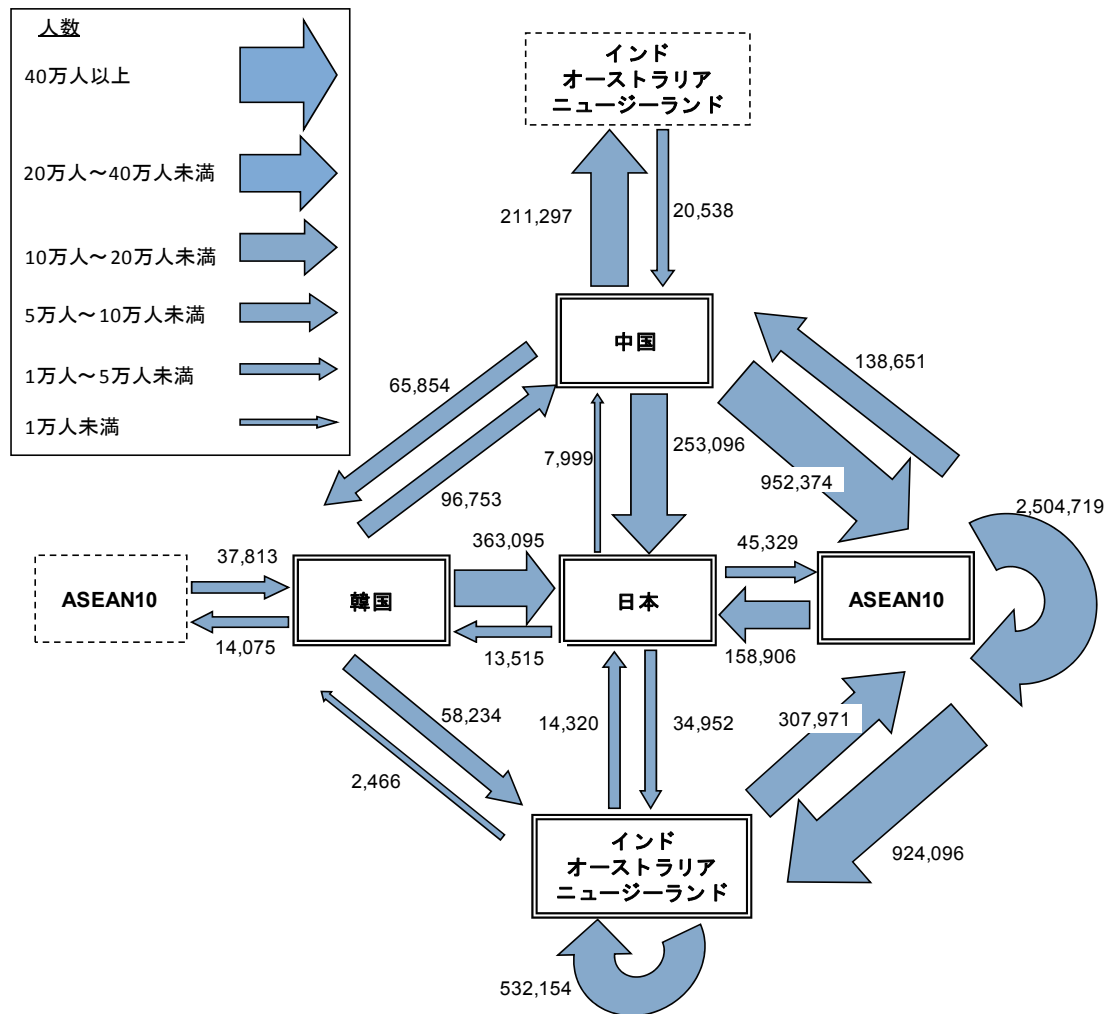 人数
40万人以上
20万人～40万人未満
10万人～20万人未満
5万人～10万人未満
1万人～5万人未満
1万人未満
インド
オーストラリア
ニュージーランド
211,297
20,538
中国
138,651
65,854
7,999
253,096
952,374
96,753
2,504,719
37,813
363,095
45,329
ASEAN10
韓国
日本
ASEAN10
14,075
13,515
158,906
58,234
14,320
34,952
307,971
2,466
インド
オーストラリア
ニュージーランド
924,096
532,154